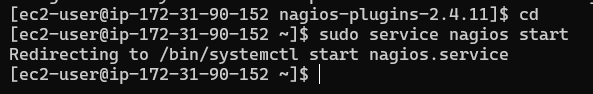 [ec2-user@ip-172-31-90-152 nagios-plugins-2.4.11]$ cd
[ec2-user@ip-172-31-90-152 ~]$ sudo service nagios start
Redirecting to /bin/systemctl start nagios.service
[ec2-user@ip-172-31-90-152 ~]$